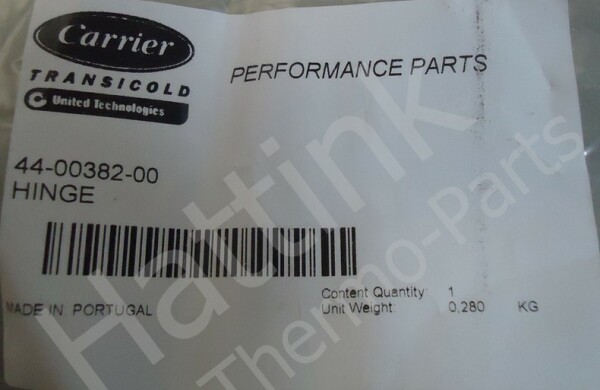 Carrier
TRANSICOLD
United Technologies
PERFORMANCE PARTS
44-00382-00
HINGE
MADE IN PORTUGAL
Content Quantity: 1
Unit Weight: 0,280 KG
Hattink
Thermo-Parts